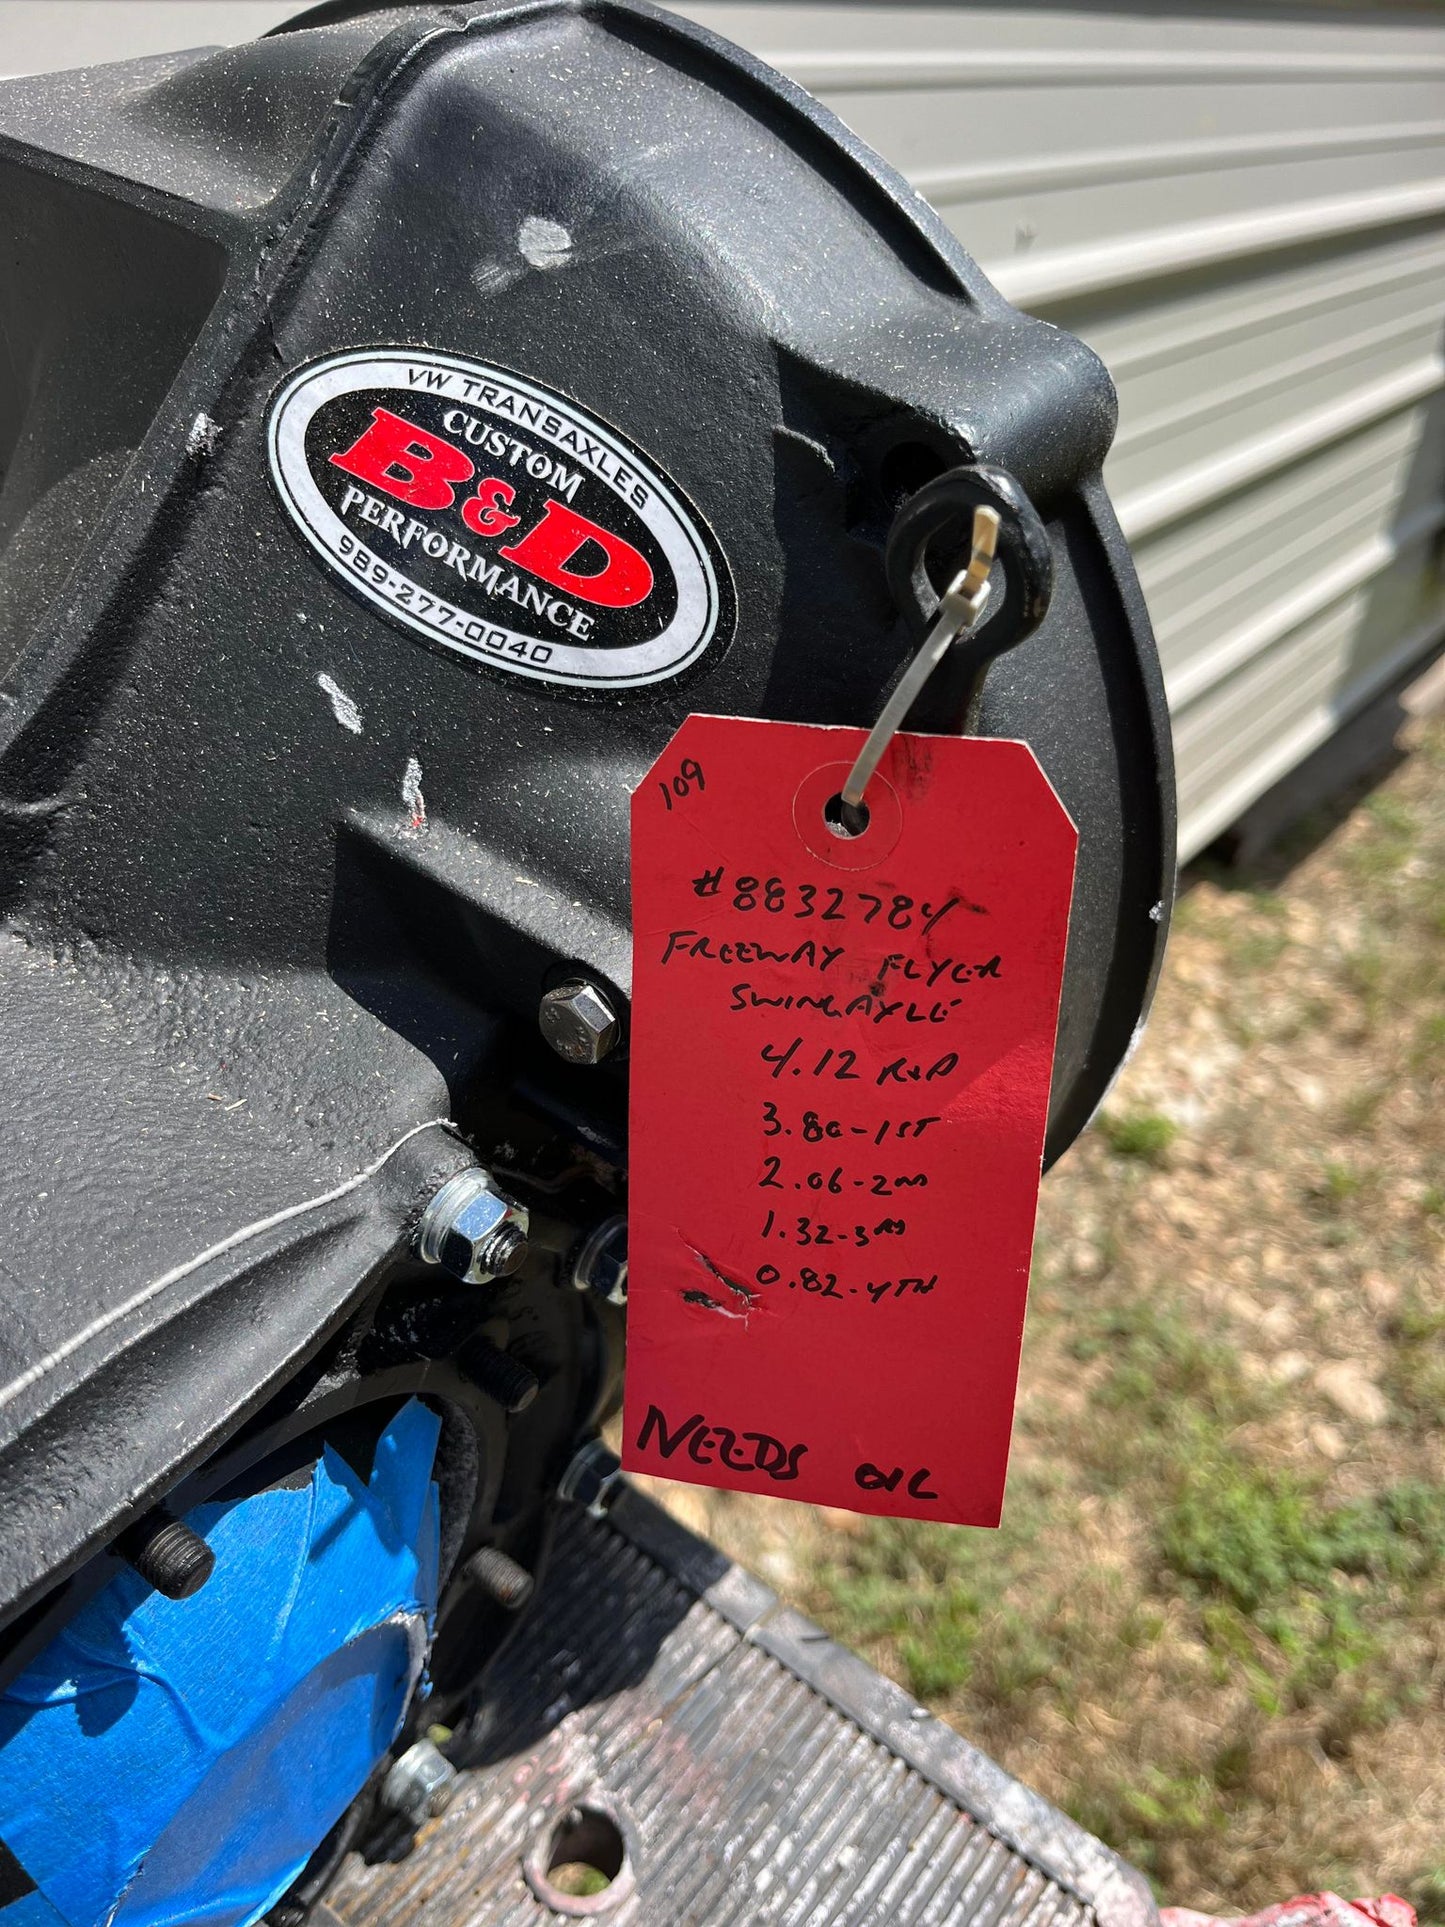 VW TRANSAXLES
CUSTOM
B&D
PERFORMANCE
989-277-0040
109
#8832784
FREEWAY FLYER
SWINGAXLE
4.12 R&P
3.80-1ST
2.06-2ND
1.32-3RD
0.82-4TH
NEEDS OIL